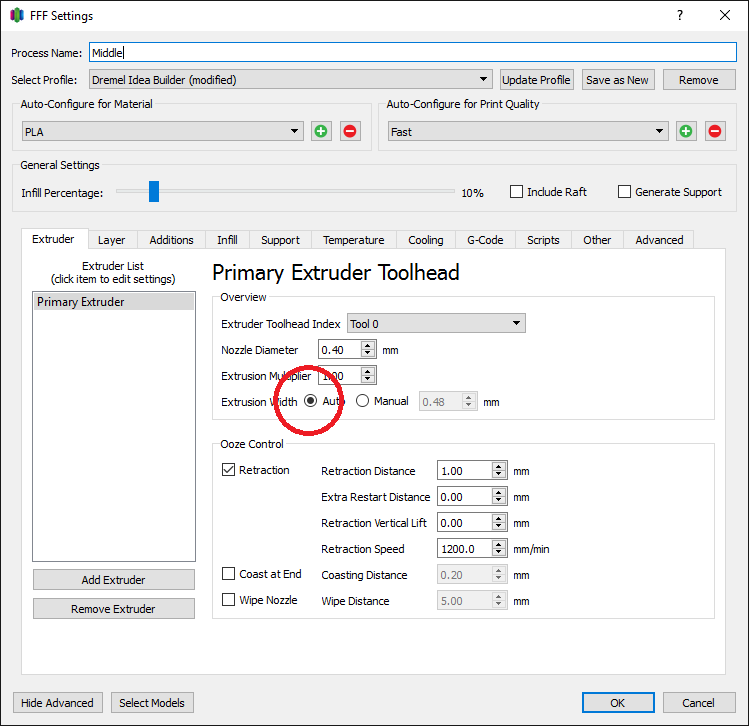 FFF Settings
Process Name: Middle
Select Profile: Dremel Idea Builder (modified) Update Profile Save as New Remove
Auto-Configure for Material Auto-Configure for Print Quality
PLA Fast
General Settings
Infill Percentage: 10% Include Raft Generate Support
Extruder Layer Additions Infill Support Temperature Cooling G-Code Scripts Other Advanced
Extruder List
(click item to edit settings)
Primary Extruder
Add Extruder
Remove Extruder
Primary Extruder Toolhead
Overview
Extruder Toolhead Index Tool 0
Nozzle Diameter 0.40 mm
Extrusion Multiplier 1.00
Extrusion Width Auto Manual 0.48 mm
Ooze Control
Retraction Retraction Distance 1.00 mm
Extra Restart Distance 0.00 mm
Retraction Vertical Lift 0.00 mm
Retraction Speed 1200.0 mm/min
Coast at End Coasting Distance 0.20 mm
Wipe Nozzle Wipe Distance 5.00 mm
Hide Advanced Select Models OK Cancel